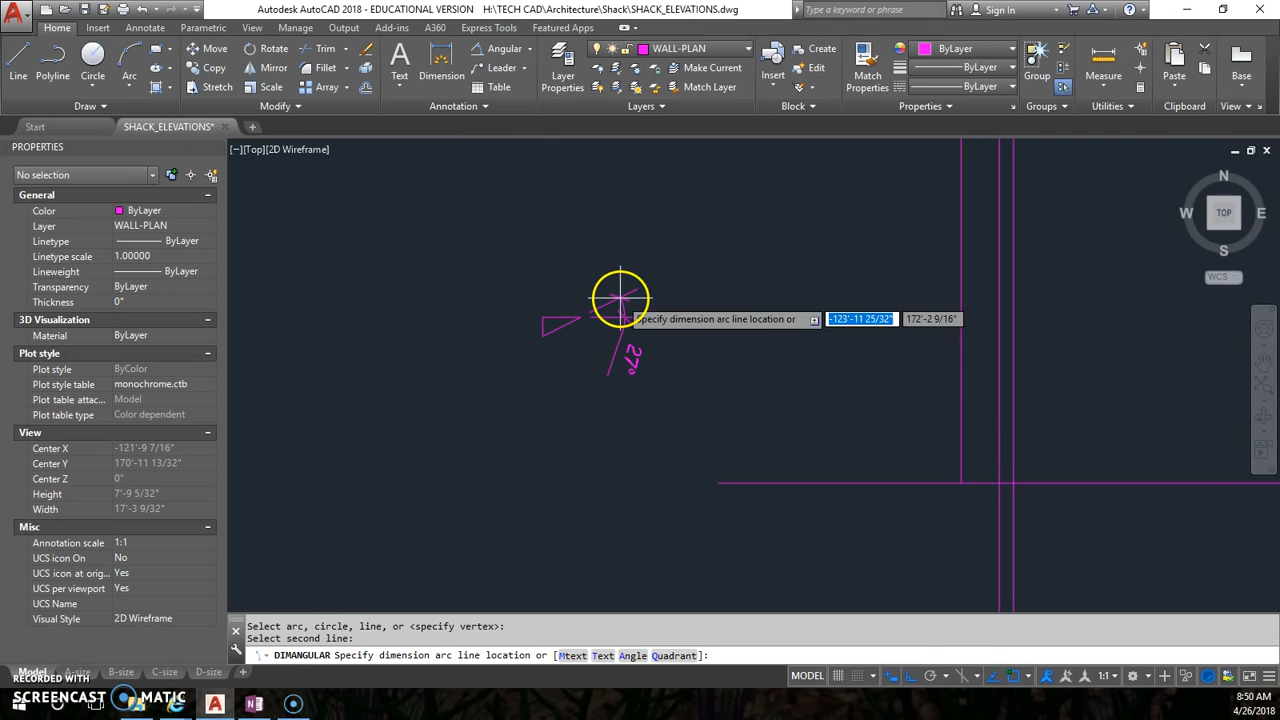 Autodesk AutoCAD 2018 - EDUCATIONAL VERSION H:\TECH CAD\Architecture\Shack\SHACK_ELEVATIONS.dwg
Type a keyword or phrase
Sign In
Home Insert Annotate Parametric View Manage Output Add-ins A360 Express Tools Featured Apps
Line Polyline Circle Arc
Move Rotate Trim
Copy Mirror Fillet
Stretch Scale Array
Text Dimension
Angular
Leader
Table
Layer Properties
WALL-PLAN
Make Current
Match Layer
Insert
Create
Edit
Match Properties
ByLayer
ByLayer
ByLayer
Group
Measure
Paste
Base
Draw Modify Annotation Layers Block Properties Groups Utilities Clipboard View
Start SHACK_ELEVATIONS*
PROPERTIES
No selection
General
Color ByLayer
Layer WALL-PLAN
Linetype ByLayer
Linetype scale 1.00000
Lineweight ByLayer
Transparency ByLayer
Thickness 0"
3D Visualization
Material ByLayer
Plot style
Plot style ByColor
Plot style table monochrome.ctb
Plot table attac... Model
Plot table type Color dependent
View
Center X -121'-9 7/16"
Center Y 170'-11 13/32"
Center Z 0"
Height 7'-9 5/32"
Width 17'-3 9/32"
Misc
Annotation scale 1:1
UCS icon On No
UCS icon at orig... Yes
UCS per viewport Yes
UCS Name
Visual Style 2D Wireframe
[−][Top][2D Wireframe]
N
W TOP E
S
WCS
Specify dimension arc line location or -123'-11 25/32" 172'-2 9/16"
27°
Select arc, circle, line, or <specify vertex>:
Select second line:
DIMANGULAR Specify dimension arc line location or [Mtext Text Angle Quadrant]:
Model A-size B-size C-size D-size
MODEL
1:1
RECORDED WITH
SCREENCAST MATIC
8:50 AM
4/26/2018